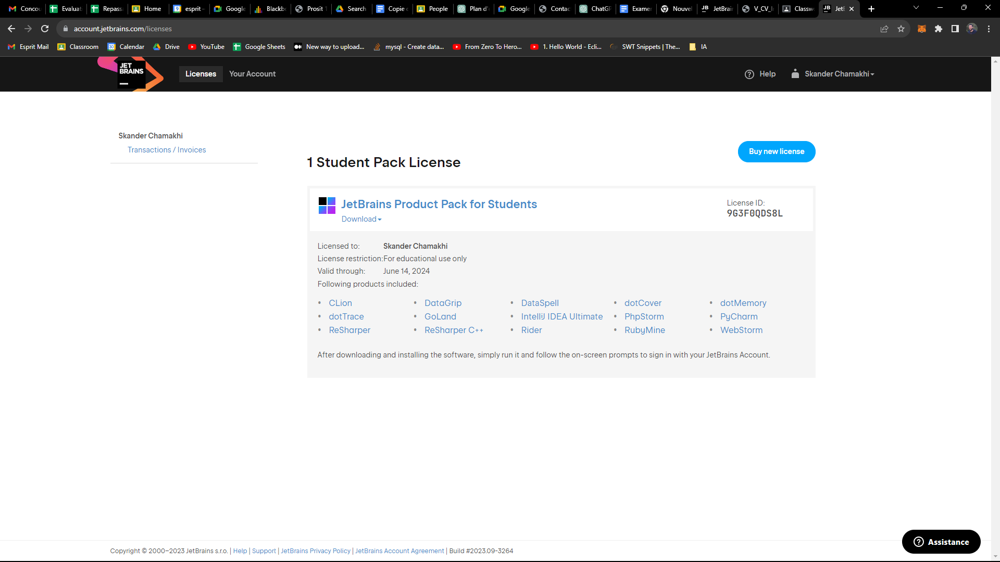 Concou
Evaluati
Repass
Home
esprit -
Google
Blackbo
Prosit 1
Search
Copie d
People
Plan d'
Google
Contac
ChatGP
Examen
Nouvel
JetBrain
V_CV_I
Classw
JetB
account.jetbrains.com/licenses
Esprit Mail
Classroom
Calendar
Drive
YouTube
Google Sheets
New way to upload...
mysql - Create data...
From Zero To Hero...
1. Hello World - Ecli...
SWT Snippets | The...
IA
JET
BRAINS
Licenses
Your Account
Help
Skander Chamakhi
Skander Chamakhi
Transactions / Invoices
1 Student Pack License
Buy new license
JetBrains Product Pack for Students
Download
License ID:
9G3F0QDS8L
Licensed to: Skander Chamakhi
License restriction:For educational use only
Valid through: June 14, 2024
Following products included:
• CLion • DataGrip • DataSpell • dotCover • dotMemory
• dotTrace • GoLand • IntelliJ IDEA Ultimate • PhpStorm • PyCharm
• ReSharper • ReSharper C++ • Rider • RubyMine • WebStorm
After downloading and installing the software, simply run it and follow the on-screen prompts to sign in with your JetBrains Account.
Assistance
Copyright © 2000–2023 JetBrains s.r.o. | Help | Support | JetBrains Privacy Policy | JetBrains Account Agreement | Build #2023.09-3264